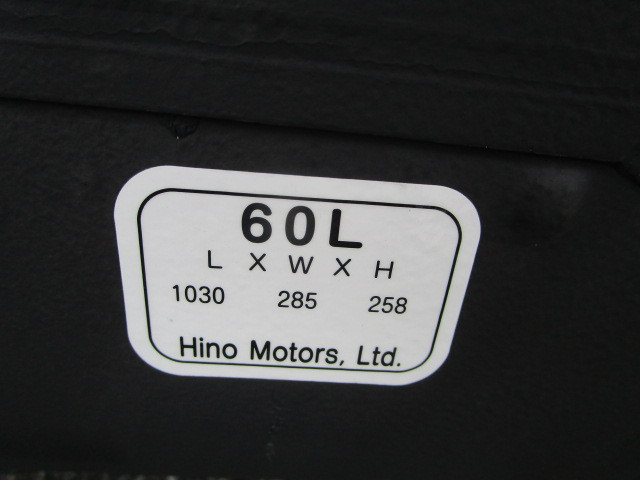 60L
L X W X H
1030 285 258
Hino Motors, Ltd.